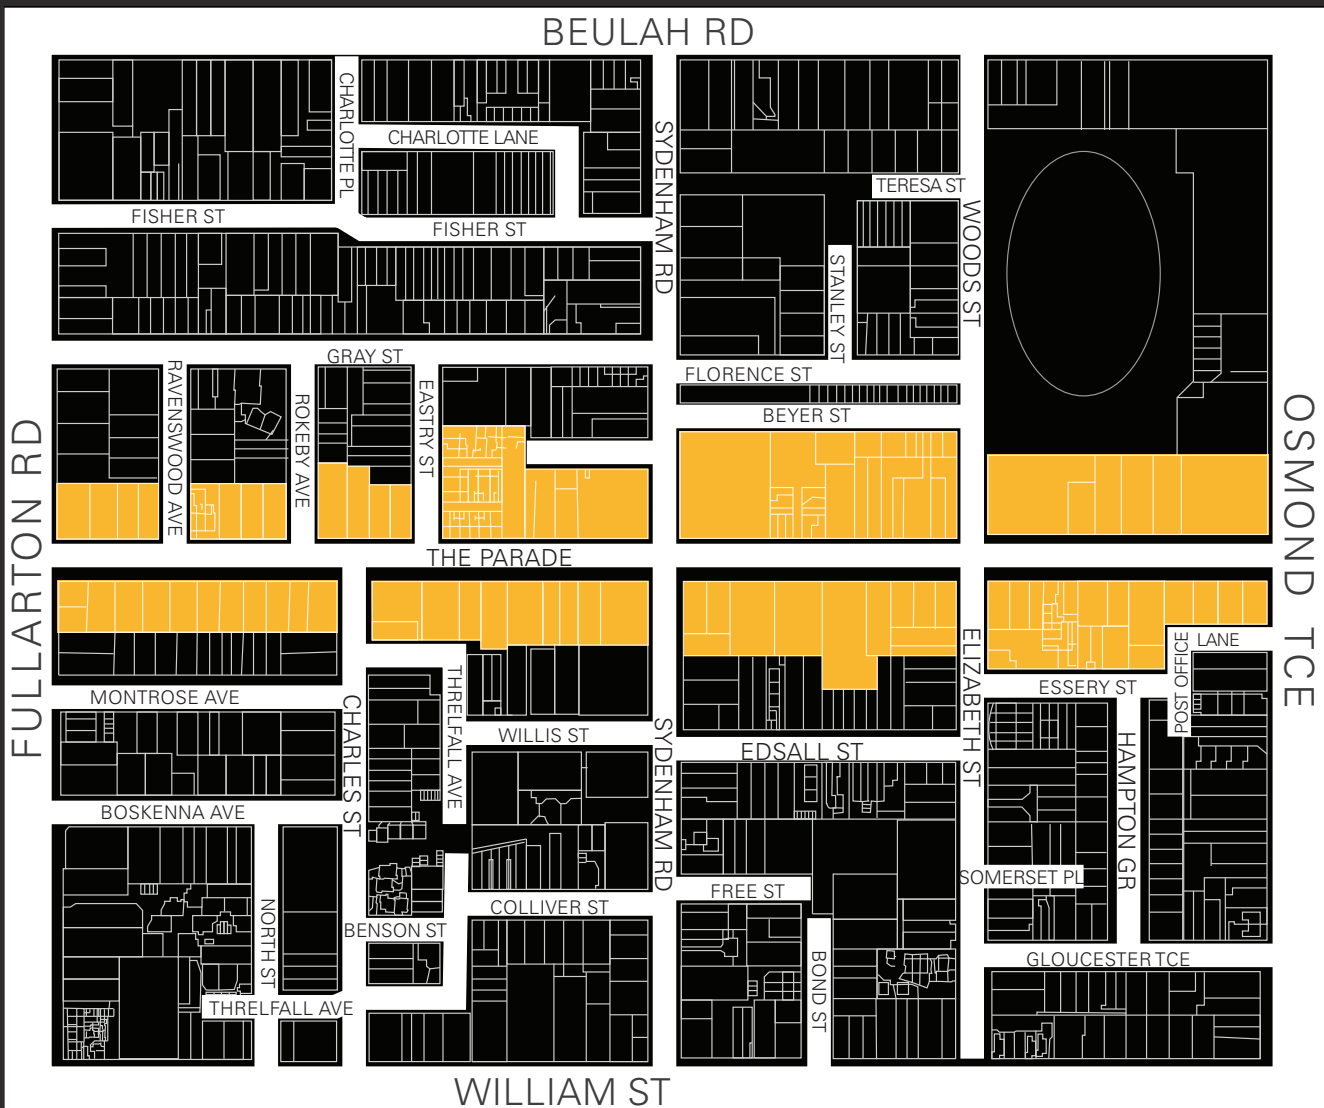 BEULAH RD
CHARLOTTE PL
CHARLOTTE LANE
SYDENHAM RD
TERESA ST
FISHER ST
FISHER ST
WOODS ST
STANLEY ST
GRAY ST
FLORENCE ST
BEYER ST
RAVENSWOOD AVE
ROKEBY AVE
EASTRY ST
FULLARTON RD
OSMOND TCE
THE PARADE
MONTROSE AVE
CHARLES ST
THRELFALL AVE
WILLIS ST
SYDENHAM RD
EDSALL ST
ELIZABETH ST
ESSERY ST
POST OFFICE
LANE
HAMPTON GR
BOSKENNA AVE
SOMERSET PL
FREE ST
COLLIVER ST
BENSON ST
NORTH ST
THRELFALL AVE
BOND ST
GLOUCESTER TCE
WILLIAM ST